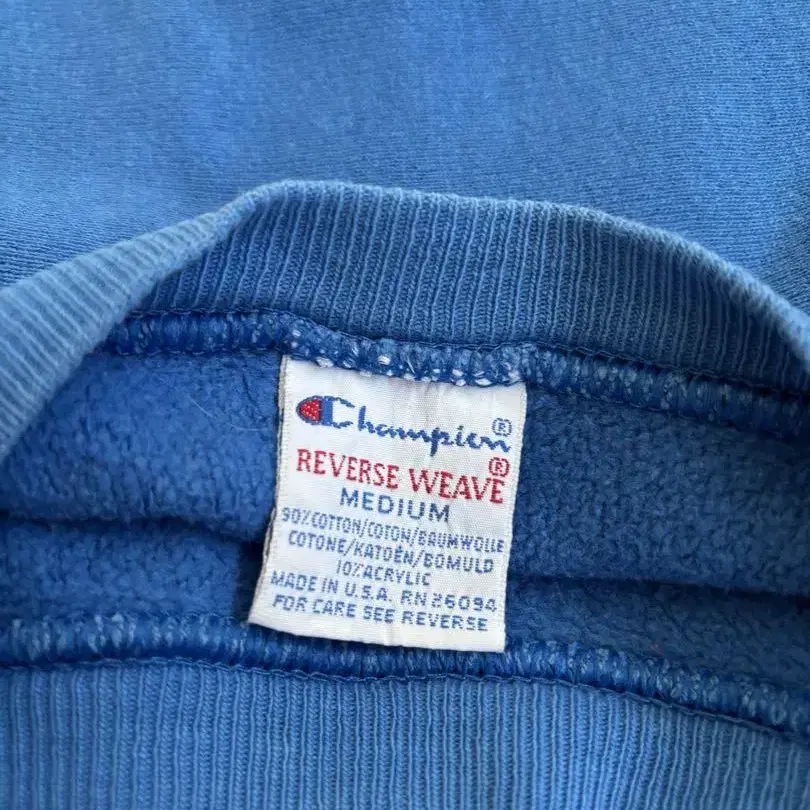 Champion®
REVERSE WEAVE®
MEDIUM
90% COTTON/COTON/BAUMWOLLE
COTONE/KATOEN/BOMULD
10% ACRYLIC
MADE IN U.S.A. RN 26094
FOR CARE SEE REVERSE